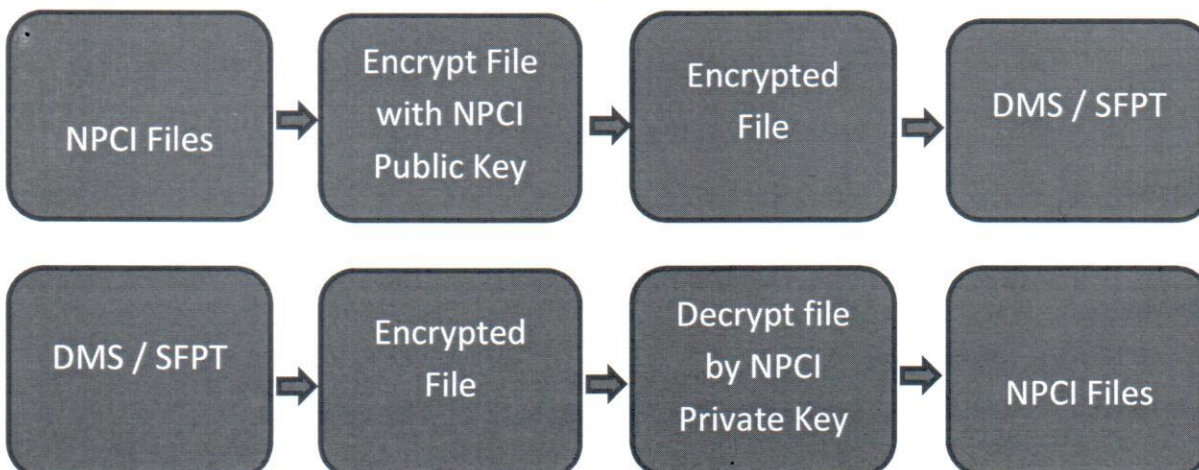 NPCI Files
Encrypt File
with NPCI
Public Key
Encrypted
File
DMS / SFPT
DMS / SFPT
Encrypted
File
Decrypt file
by NPCI
Private Key
NPCI Files